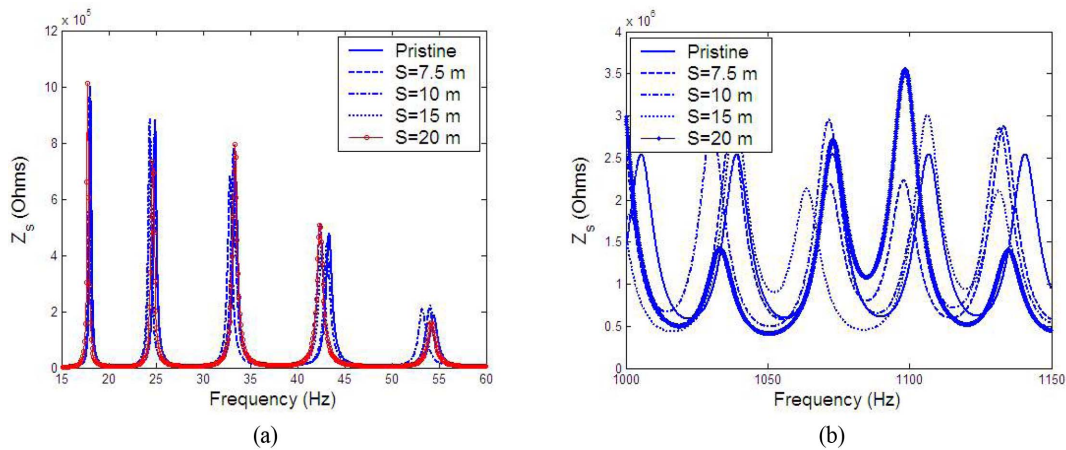 x 10^5
12
10
8
6
4
2
0
15 20 25 30 35 40 45 50 55 60
Z_s (Ohms)
Frequency (Hz)
Pristine
S=7.5 m
S=10 m
S=15 m
S=20 m
(a)
x 10^6
4
3.5
3
2.5
2
1.5
1
0.5
0
1000 1050 1100 1150
Z_s (Ohms)
Frequency (Hz)
Pristine
S=7.5 m
S=10 m
S=15 m
S=20 m
(b)